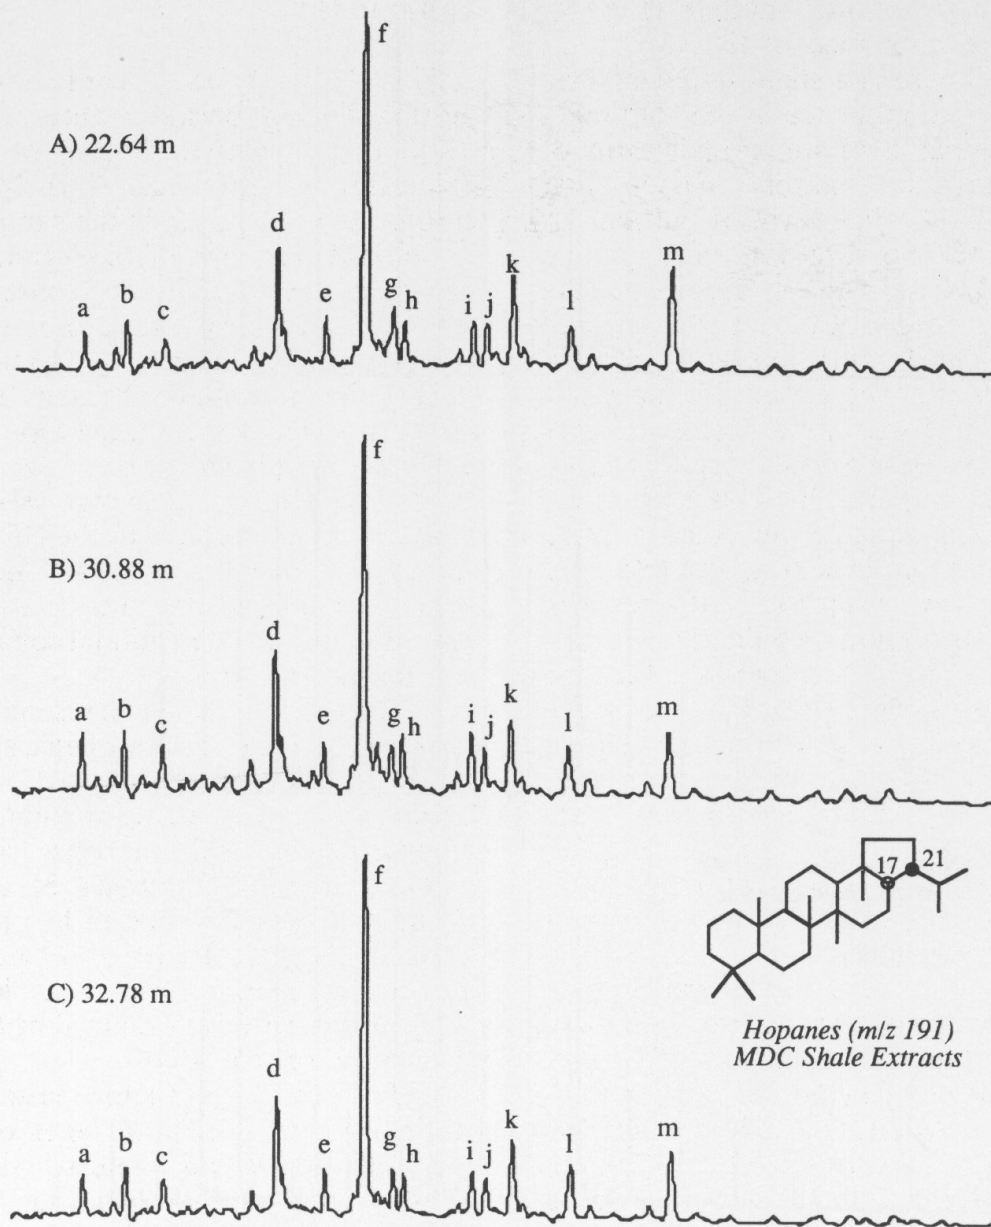 f
A) 22.64 m
d
a
b
c
e
g
h
i
j
k
l
m
f
B) 30.88 m
d
a
b
c
e
g
h
i
j
k
l
m
17
21
f
C) 32.78 m
Hopanes (m/z 191)
MDC Shale Extracts
d
a
b
c
e
g
h
i
j
k
l
m